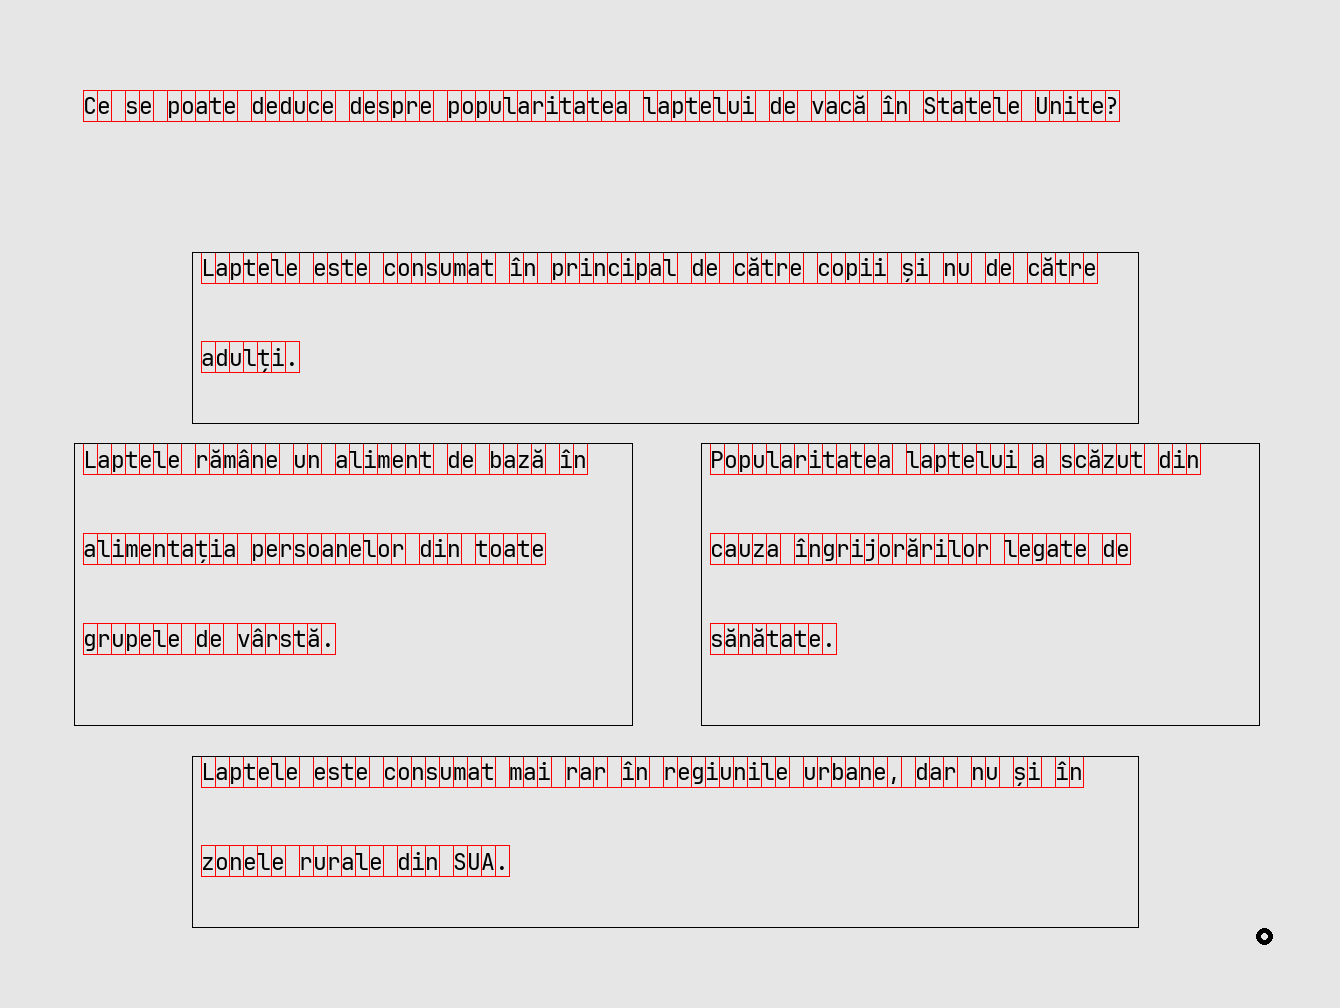 Ce se poate deduce despre popularitatea laptelui de vacă în Statele Unite?
Laptele este consumat în principal de către copii și nu de către
adulți.
Laptele rămâne un aliment de bază în
alimentația persoanelor din toate
grupele de vârstă.
Popularitatea laptelui a scăzut din
cauza îngrijorărilor legate de
sănătate.
Laptele este consumat mai rar în regiunile urbane, dar nu și în
zonele rurale din SUA.